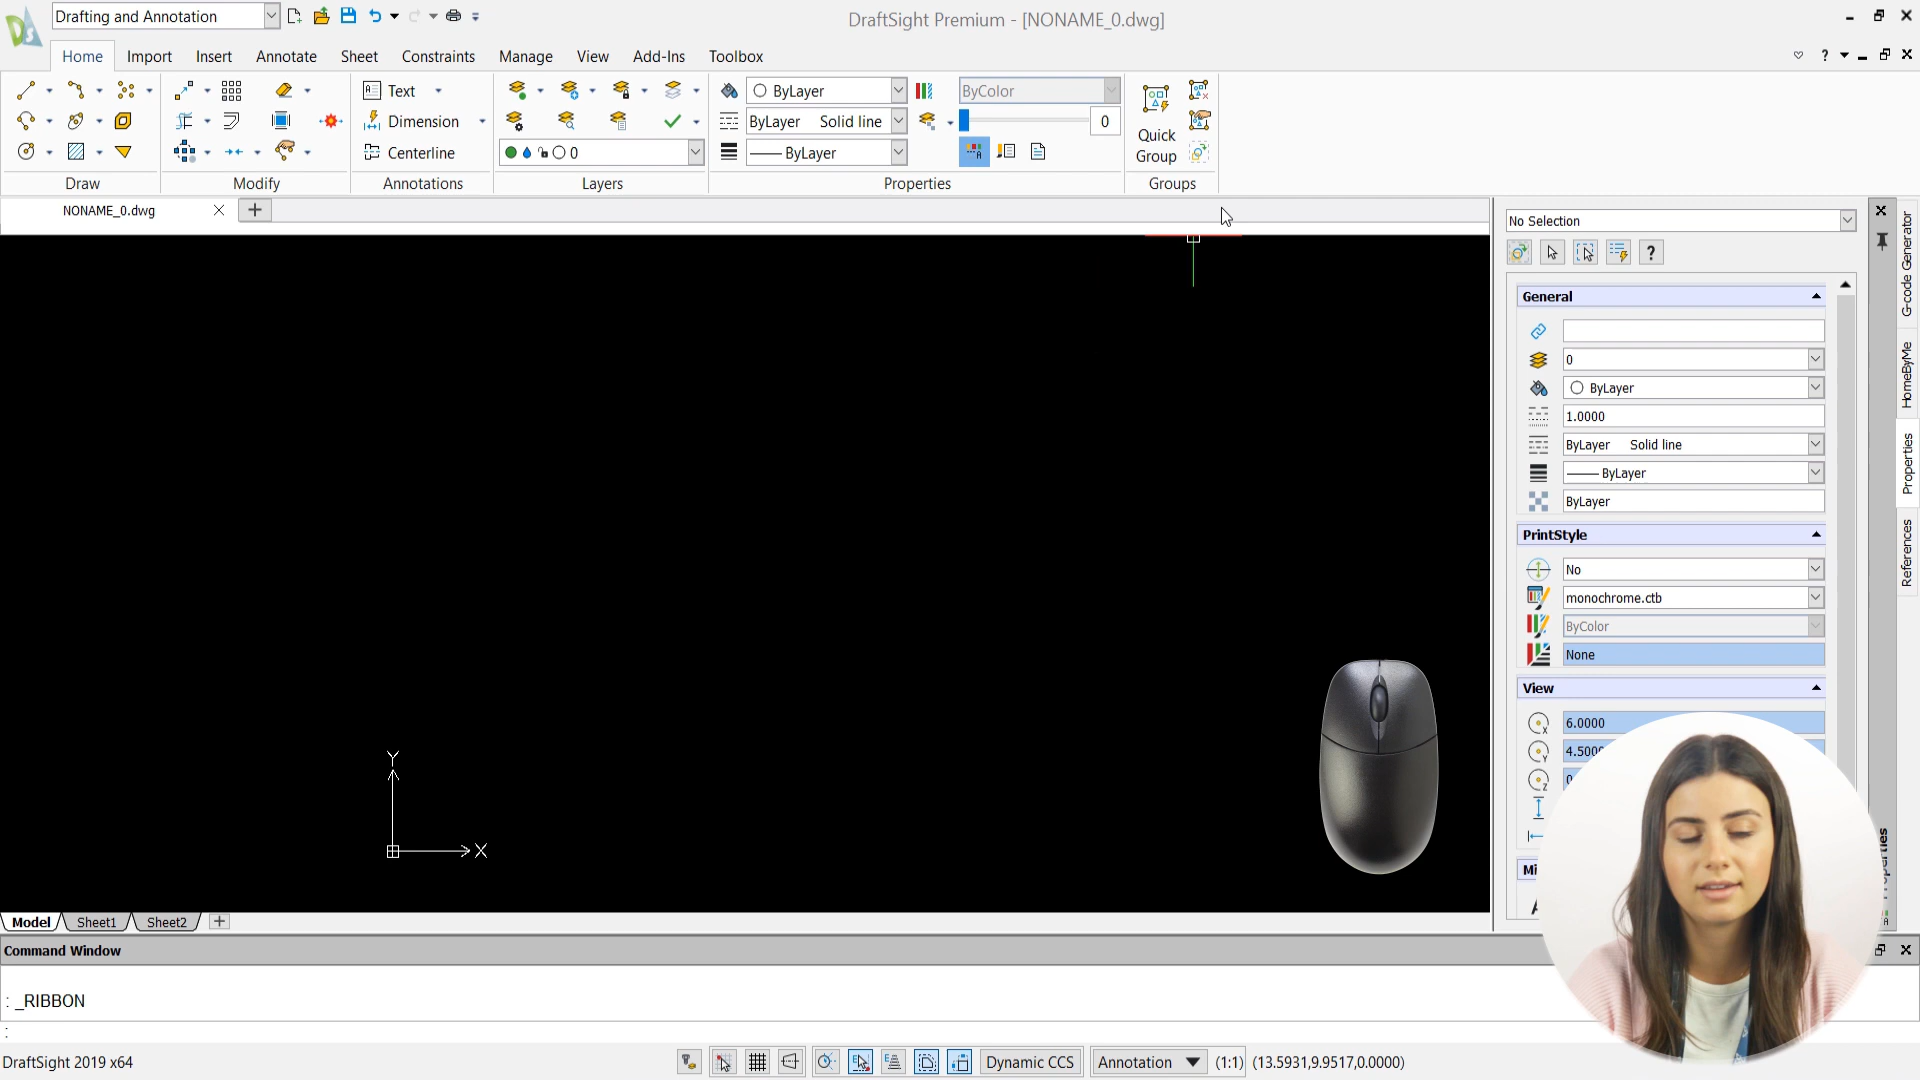 Drafting and Annotation
DraftSight Premium - [NONAME_0.dwg]
Home Import Insert Annotate Sheet Constraints Manage View Add-Ins Toolbox
?
Text ByLayer ByColor
Dimension ByLayer Solid line 0
Centerline 0 ByLayer
Quick
Group
Draw Modify Annotations Layers Properties Groups
NONAME_0.dwg
No Selection
?
General
0
ByLayer
1.0000
ByLayer Solid line
ByLayer
ByLayer
PrintStyle
No
monochrome.ctb
ByColor
None
View
6.0000
4.5000
G-code Generator
HomeByMe
Properties
References
Y
X
Model Sheet1 Sheet2
Command Window
: _RIBBON
:
DraftSight 2019 x64
Dynamic CCS Annotation (1:1) (13.5931,9.9517,0.0000)